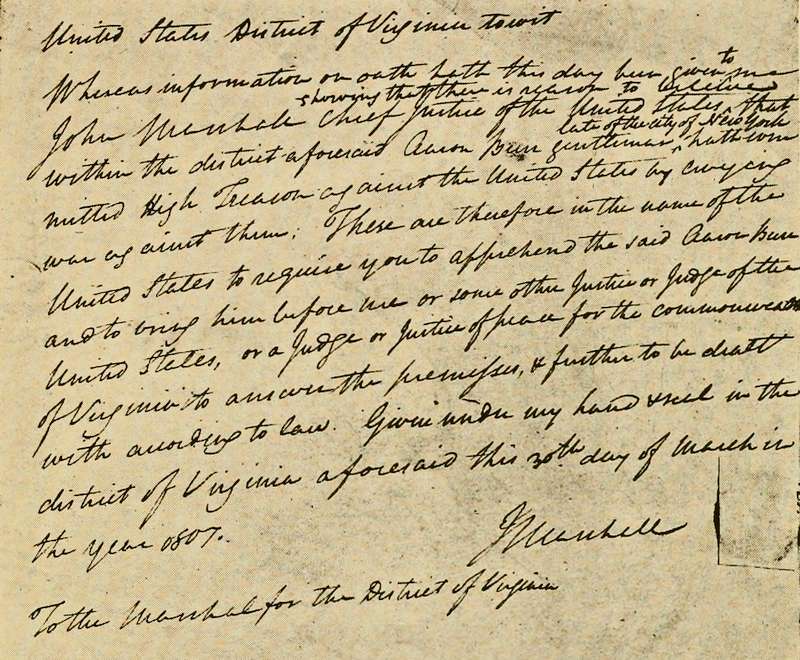 United States District of Virginia towit
Whereas information on oath hath this day been given to me
showing that there is reason to believe
John Marshall chief Justice of the United States, that
late of the city of New York
within the district aforesaid Aaron Burr gentleman, hath com
mitted High Treason against the United States by levying
war against them: These are therefore in the name of the
United States to require you to apprehend the said Aaron Burr
and to bring him before me or some other Justice or Judge of the
United States, or a Judge or Justice of peace for the commonwealth
of Virginia to answer the premisses, & further to be dealt
with according to law. Given under my hand & seal in the
district of Virginia aforesaid this 30th day of March in
the year 1807.
J Marshall
To the Marshal for the District of Virginia